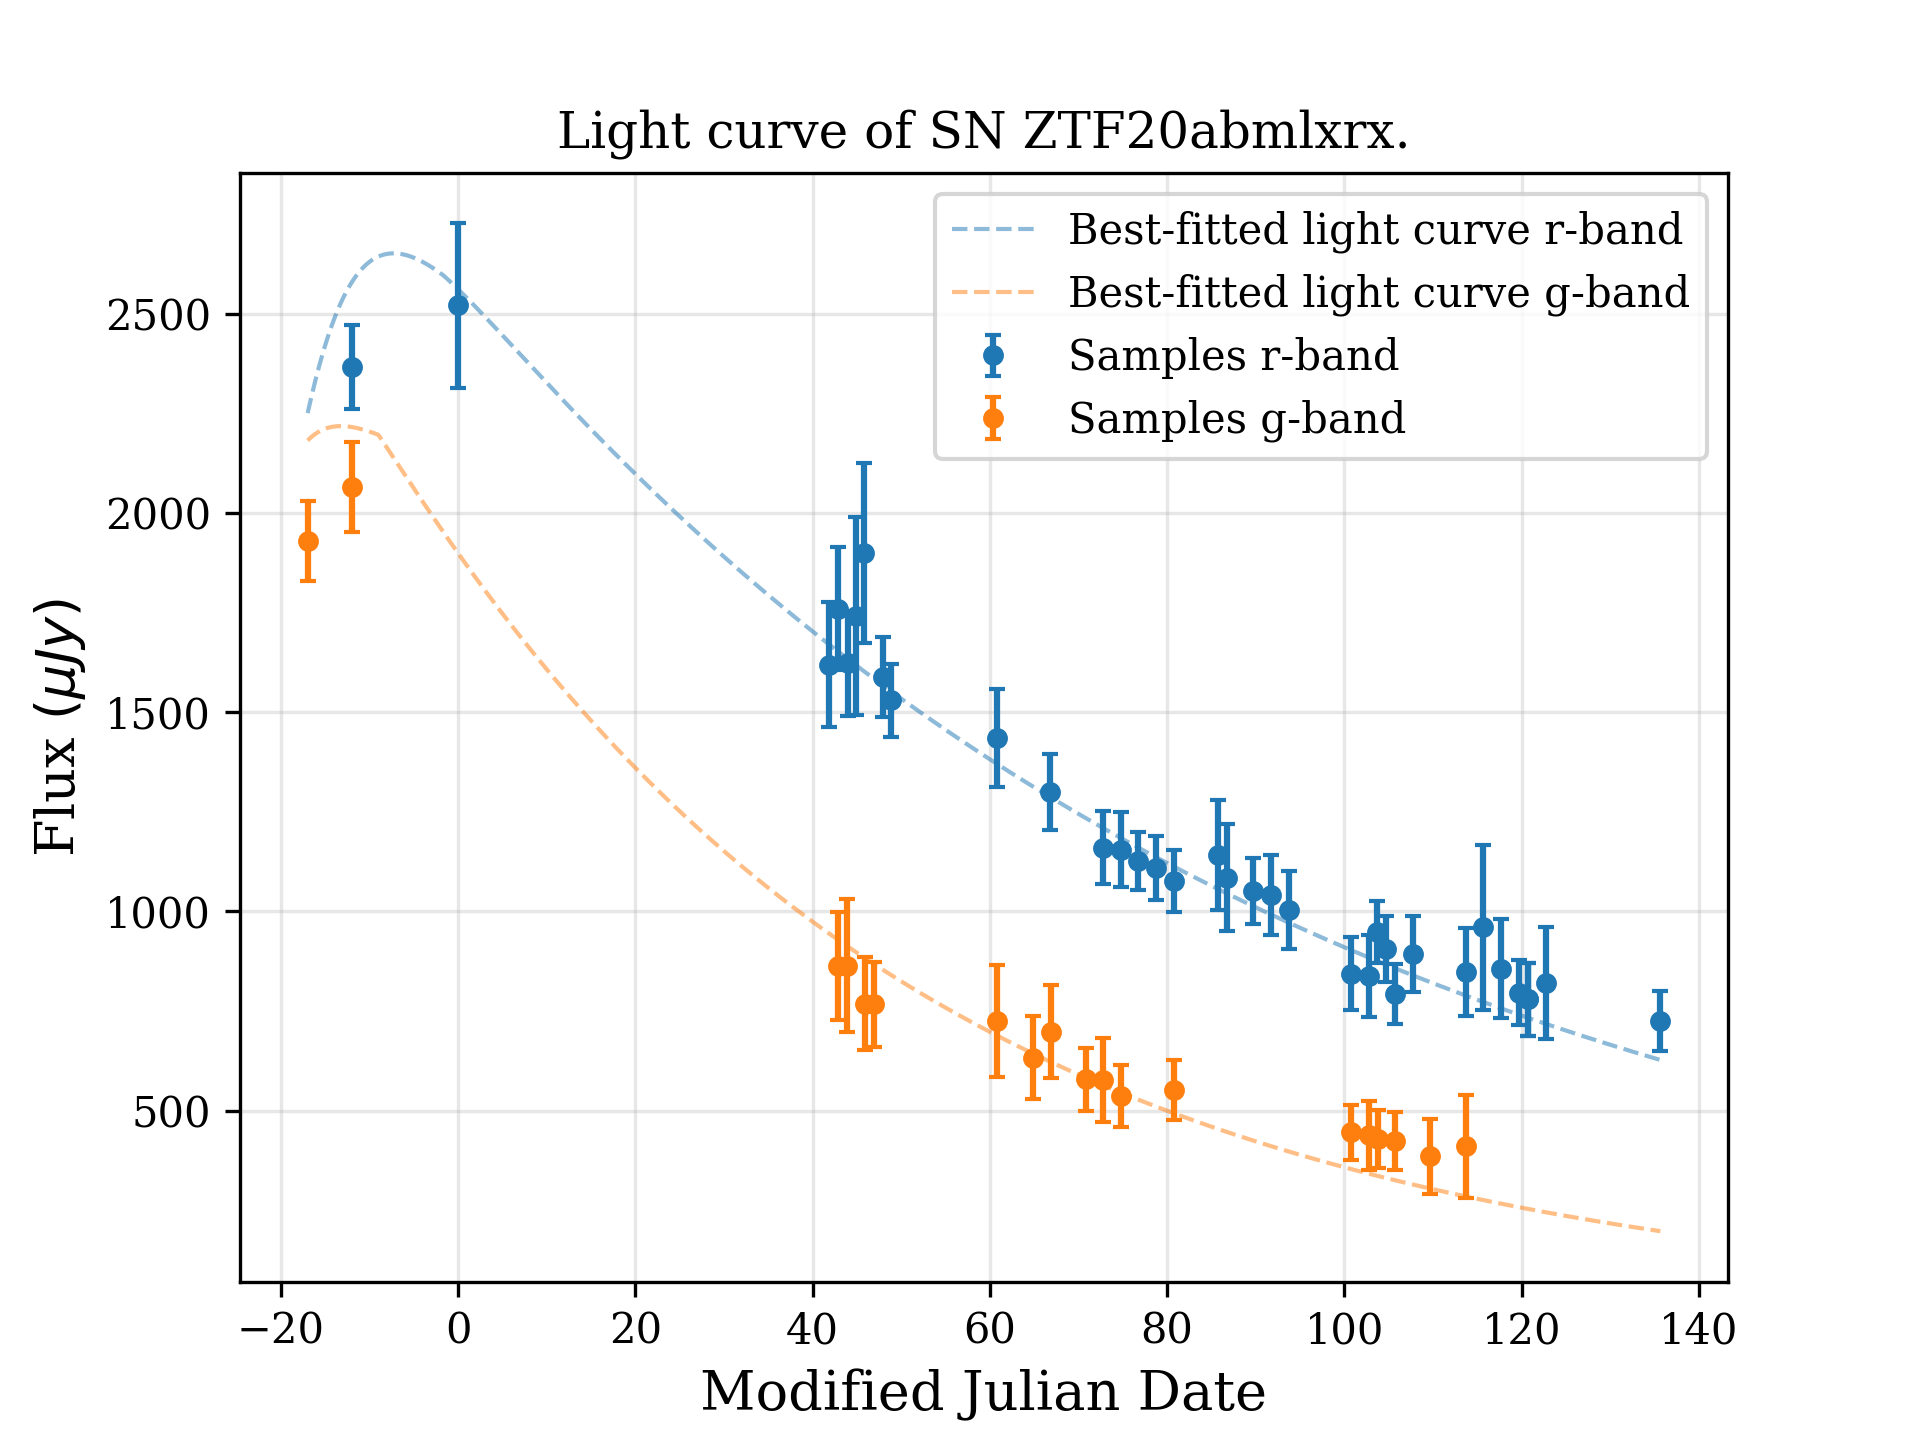 Light curve of SN ZTF20abmlxrx.
Best-fitted light curve r-band
Best-fitted light curve g-band
Samples r-band
Samples g-band
2500
2000
1500
1000
500
Flux (μJy)
−20 0 20 40 60 80 100 120 140
Modified Julian Date